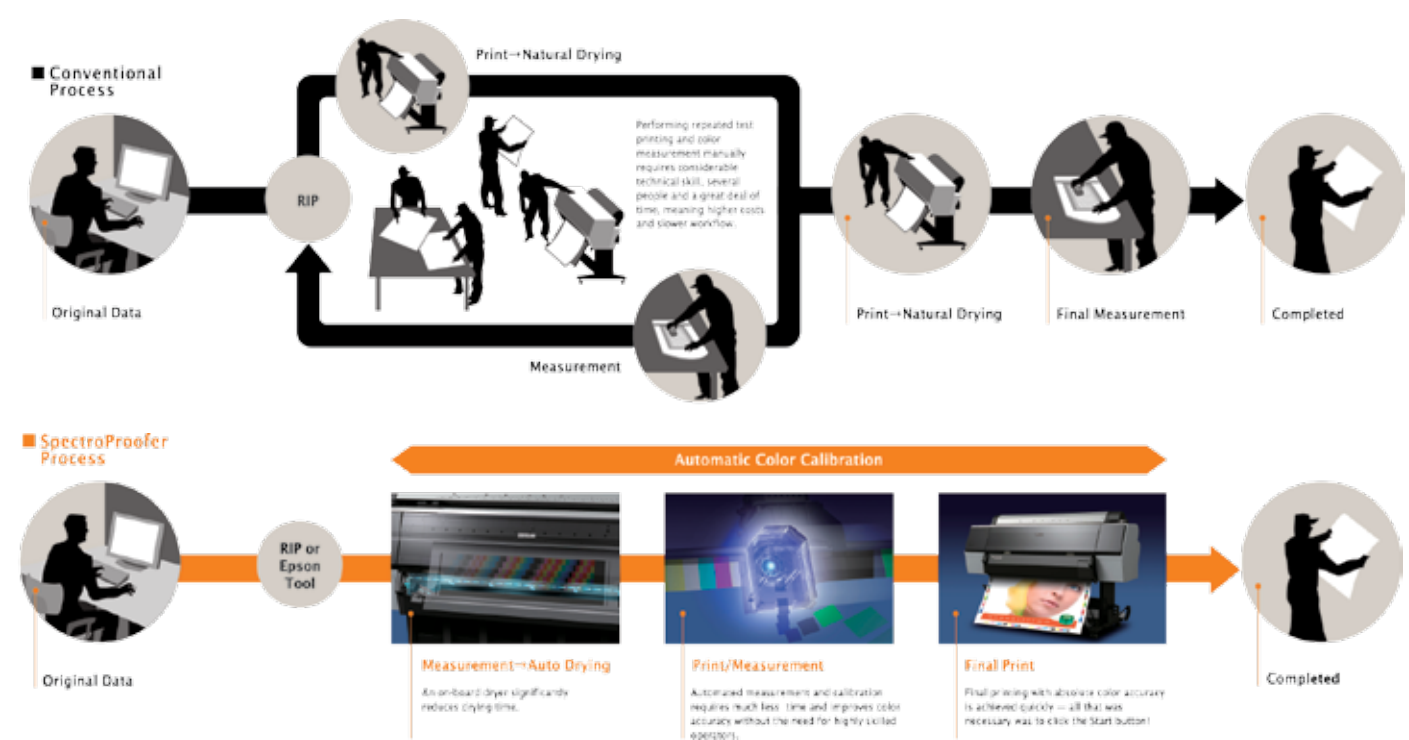 Conventional
Process
Print→Natural Drying
RIP
Performing repeated test
printing and color
measurement manually
requires considerable
technical skill, several
people and a great deal of
time, meaning higher costs
and slower workflow.
Original Data
Measurement
Print→Natural Drying
Final Measurement
Completed
SpectroProofer
Process
Automatic Color Calibration
RIP or
Epson
Tool
Original Data
Measurement→Auto Drying
An on-board dryer significantly
reduces drying time.
Print/Measurement
Automated measurement and calibration
requires much less time and improves color
accuracy without the need for highly skilled
operators.
Final Print
Final printing with absolute color accuracy
is achieved quickly — all that was
necessary was to click the Start button!
Completed